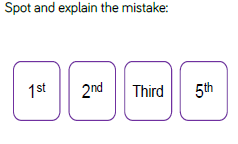 Spot and explain the mistake:
1st 2nd Third 5th